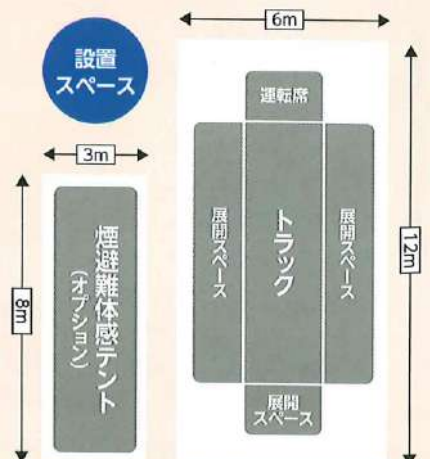 設置
スペース
6m
運転席
展開スペース
トラック
展開スペース
展開
スペース
12m
3m
煙避難体感テント
(オプション)
8m